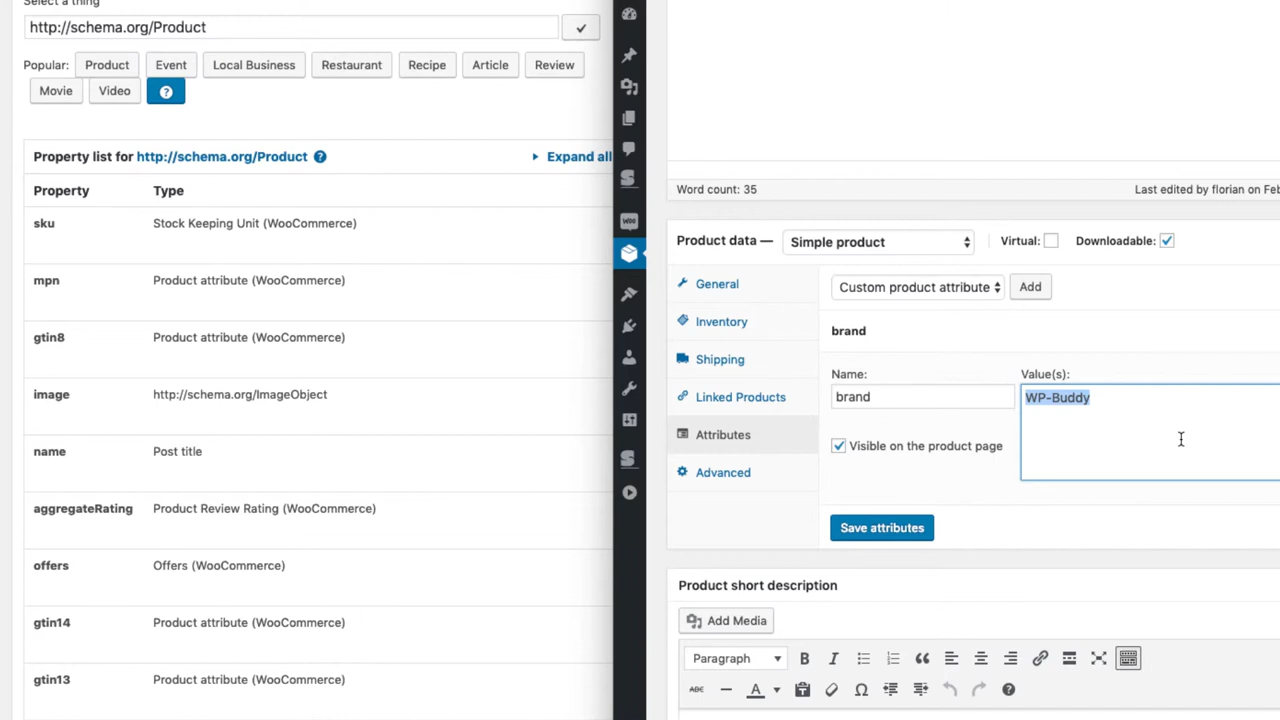 Select a thing
http://schema.org/Product
Popular: Product Event Local Business Restaurant Recipe Article Review
Movie Video ?
Property list for http://schema.org/Product ? Expand all
Property Type
sku Stock Keeping Unit (WooCommerce)
mpn Product attribute (WooCommerce)
gtin8 Product attribute (WooCommerce)
image http://schema.org/ImageObject
name Post title
aggregateRating Product Review Rating (WooCommerce)
offers Offers (WooCommerce)
gtin14 Product attribute (WooCommerce)
gtin13 Product attribute (WooCommerce)
WOO
Word count: 35 Last edited by florian on Feb
Product data — Simple product Virtual: Downloadable:
General
Inventory
Shipping
Linked Products
Attributes
Advanced
Custom product attribute Add
brand
Name: Value(s):
brand WP-Buddy
Visible on the product page
Save attributes
Product short description
Add Media
Paragraph B I
ABC A Ω ?